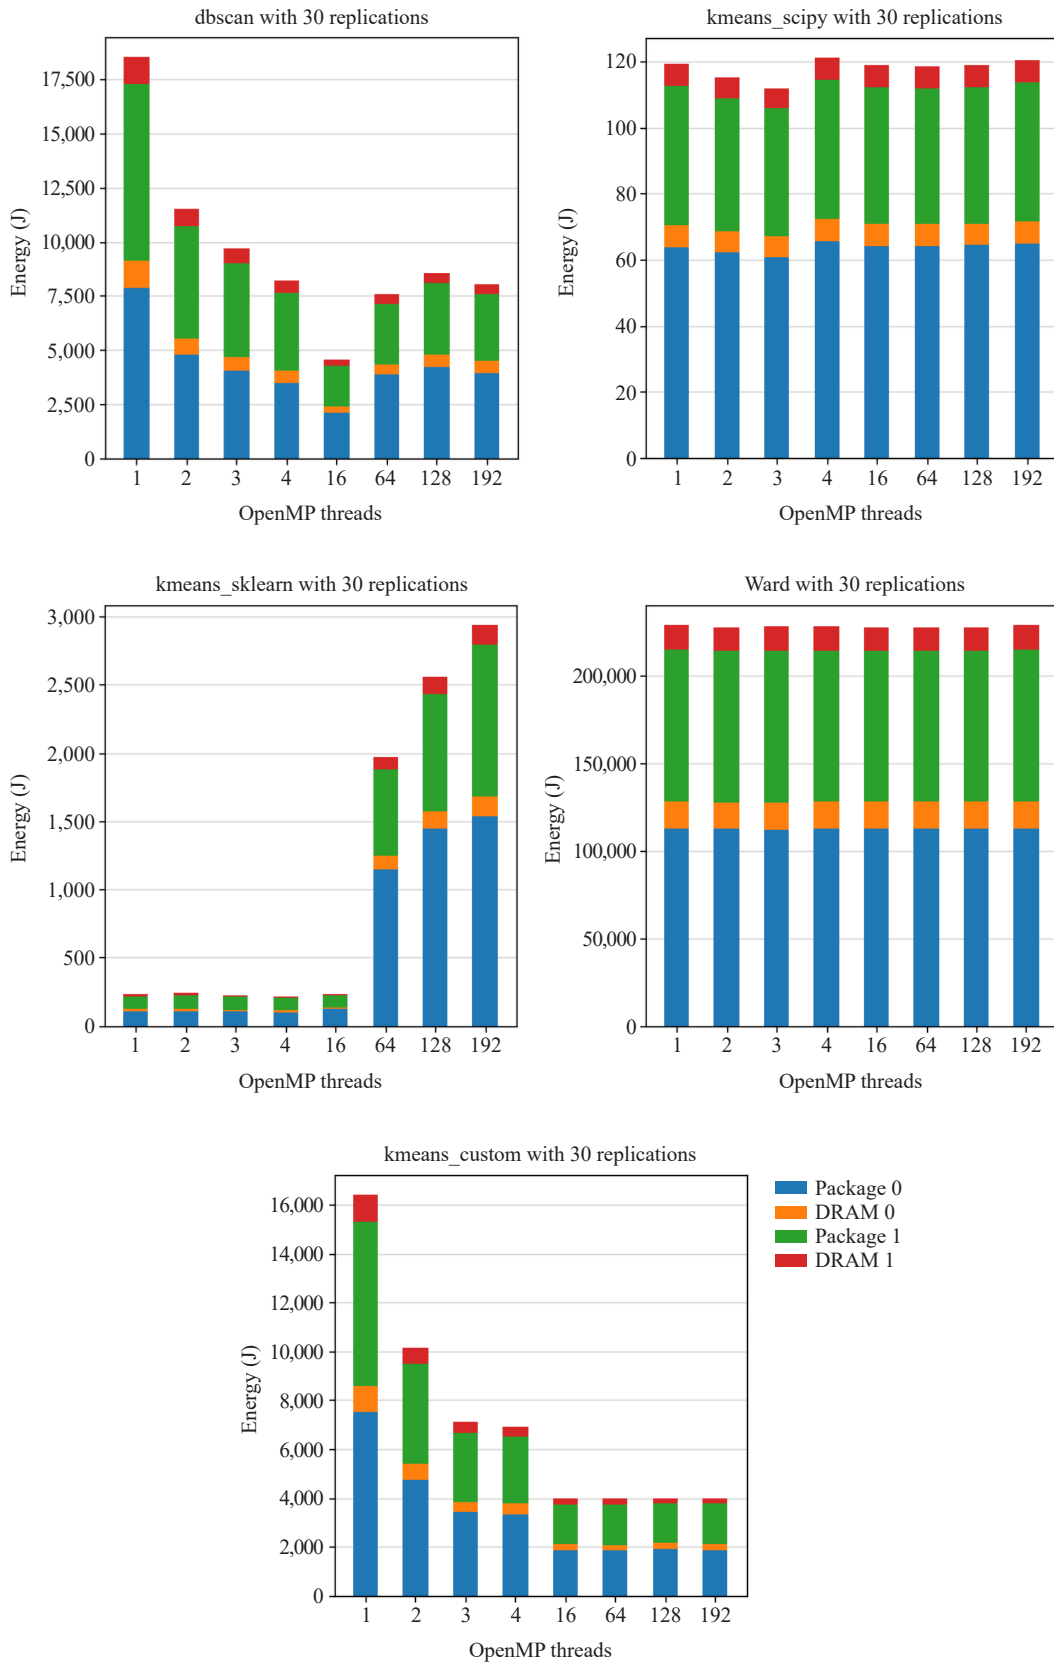 dbscan with 30 replications
Energy (J)
17,500
15,000
12,500
10,000
7,500
5,000
2,500
0
1 2 3 4 16 64 128 192
OpenMP threads
kmeans_scipy with 30 replications
Energy (J)
120
100
80
60
40
20
0
1 2 3 4 16 64 128 192
OpenMP threads
kmeans_sklearn with 30 replications
Energy (J)
3,000
2,500
2,000
1,500
1,000
500
0
1 2 3 4 16 64 128 192
OpenMP threads
Ward with 30 replications
Energy (J)
200,000
150,000
100,000
50,000
0
1 2 3 4 16 64 128 192
OpenMP threads
kmeans_custom with 30 replications
Energy (J)
16,000
14,000
12,000
10,000
8,000
6,000
4,000
2,000
0
1 2 3 4 16 64 128 192
OpenMP threads
Package 0
DRAM 0
Package 1
DRAM 1